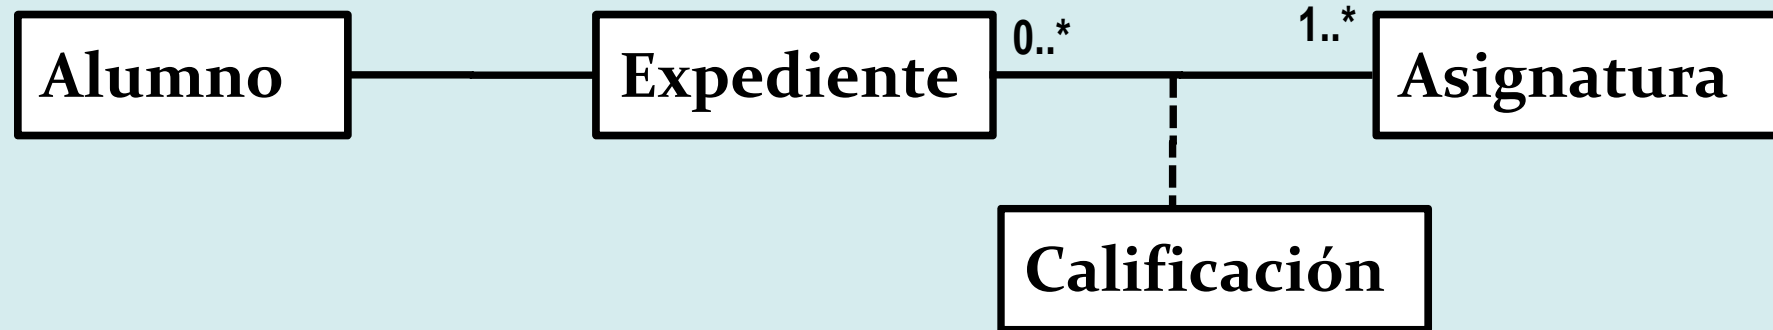 Alumno
Expediente
0..*
1..*
Asignatura
Calificación